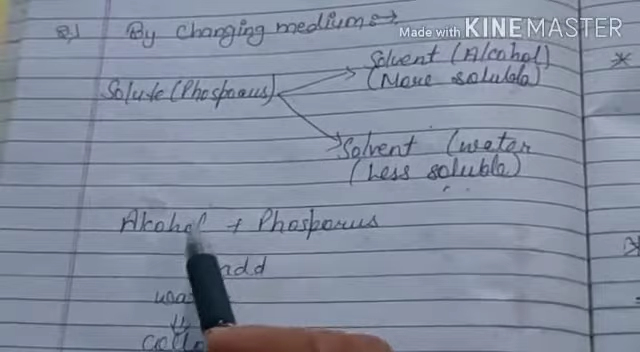 By changing medium →
Made with KINEMASTER
Solute (Phosporus)
Solvent (Alcohol)
(More soluble)
Solvent (water
(Less soluble)
Alcohol + Phosporus
add